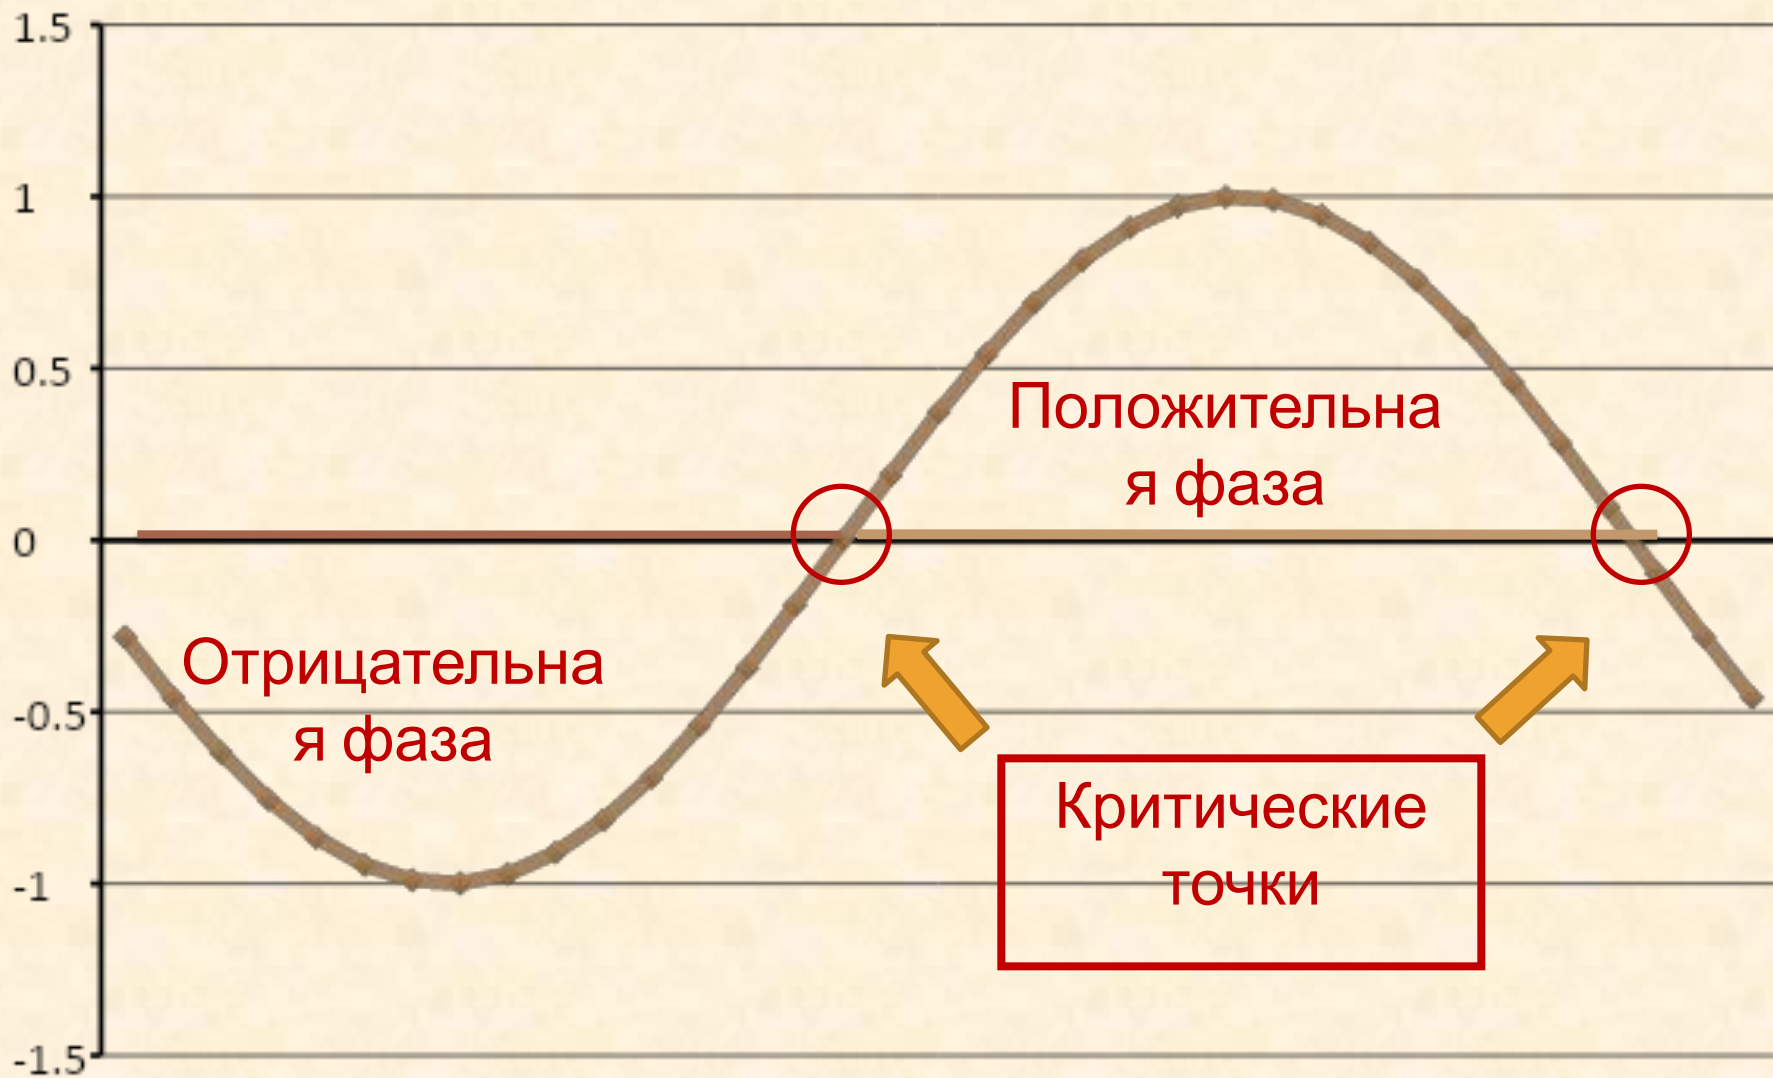 1.5
1
0.5
0
-0.5
-1
-1.5
Положительна
я фаза
Отрицательна
я фаза
Критические
точки